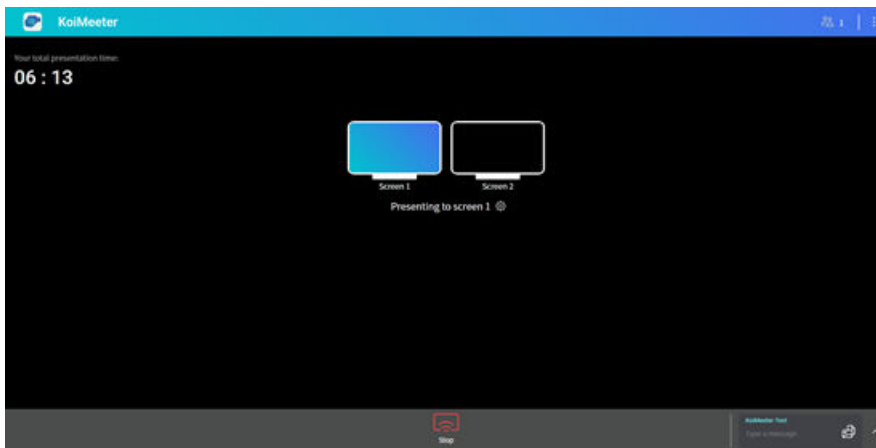 KoiMeeter
1
Your total presentation time:
06 : 13
Screen 1
Screen 2
Presenting to screen 1
Stop
KoiMeeter Test
Type a message